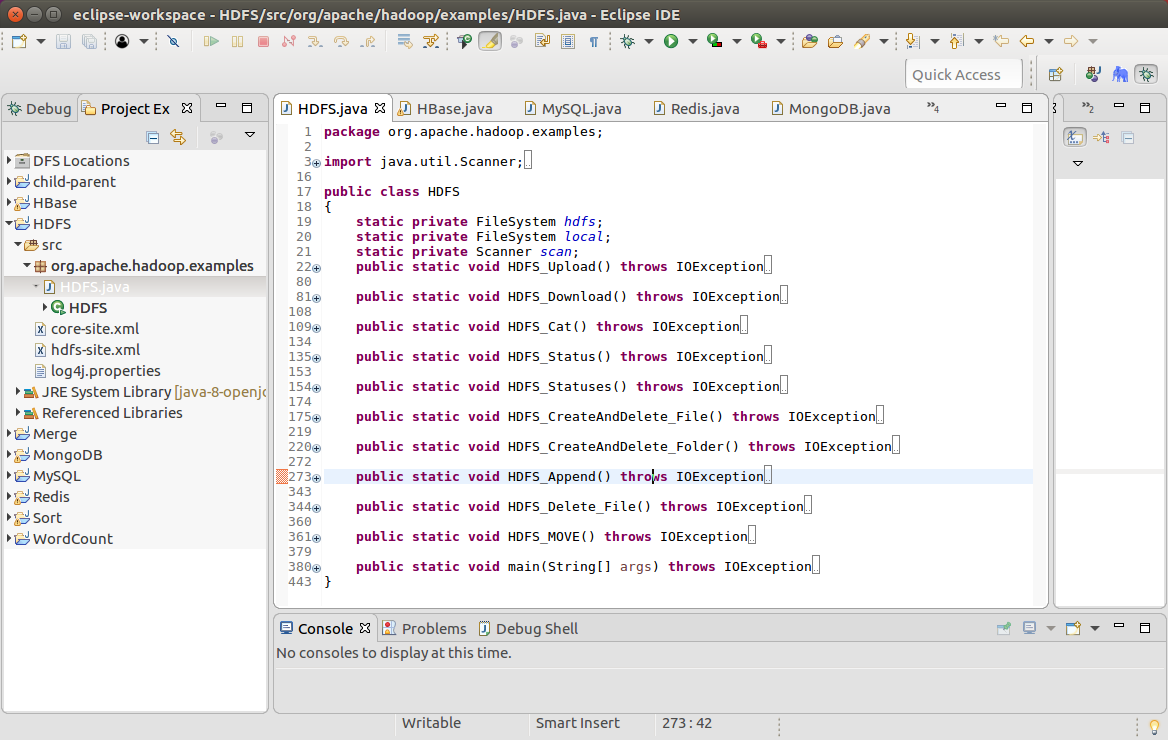 eclipse-workspace - HDFS/src/org/apache/hadoop/examples/HDFS.java - Eclipse IDE
Quick Access
Debug
Project Ex
DFS Locations
child-parent
HBase
HDFS
src
org.apache.hadoop.examples
HDFS.java
HDFS
core-site.xml
hdfs-site.xml
log4j.properties
JRE System Library [java-8-openjd
Referenced Libraries
Merge
MongoDB
MySQL
Redis
Sort
WordCount
HDFS.java
HBase.java
MySQL.java
Redis.java
MongoDB.java
»4
»2
1 package org.apache.hadoop.examples;
2
3 import java.util.Scanner;
16
17 public class HDFS
18 {
19 static private FileSystem hdfs;
20 static private FileSystem local;
21 static private Scanner scan;
22 public static void HDFS_Upload() throws IOException
80
81 public static void HDFS_Download() throws IOException
108
109 public static void HDFS_Cat() throws IOException
134
135 public static void HDFS_Status() throws IOException
153
154 public static void HDFS_Statuses() throws IOException
174
175 public static void HDFS_CreateAndDelete_File() throws IOException
219
220 public static void HDFS_CreateAndDelete_Folder() throws IOException
272
273 public static void HDFS_Append() throws IOException
343
344 public static void HDFS_Delete_File() throws IOException
360
361 public static void HDFS_MOVE() throws IOException
379
380 public static void main(String[] args) throws IOException
443 }
Console
Problems
Debug Shell
No consoles to display at this time.
Writable
Smart Insert
273 : 42